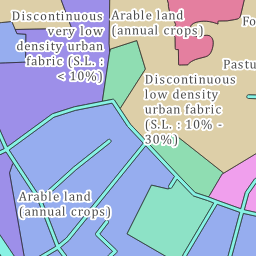 Discontinuous
very low
density urban
fabric (S.L. :
< 10%)
Arable land
(annual crops)
Discontinuous
low density
urban fabric
(S.L. : 10% -
30%)
Arable land
(annual crops)
Fo
Pastu